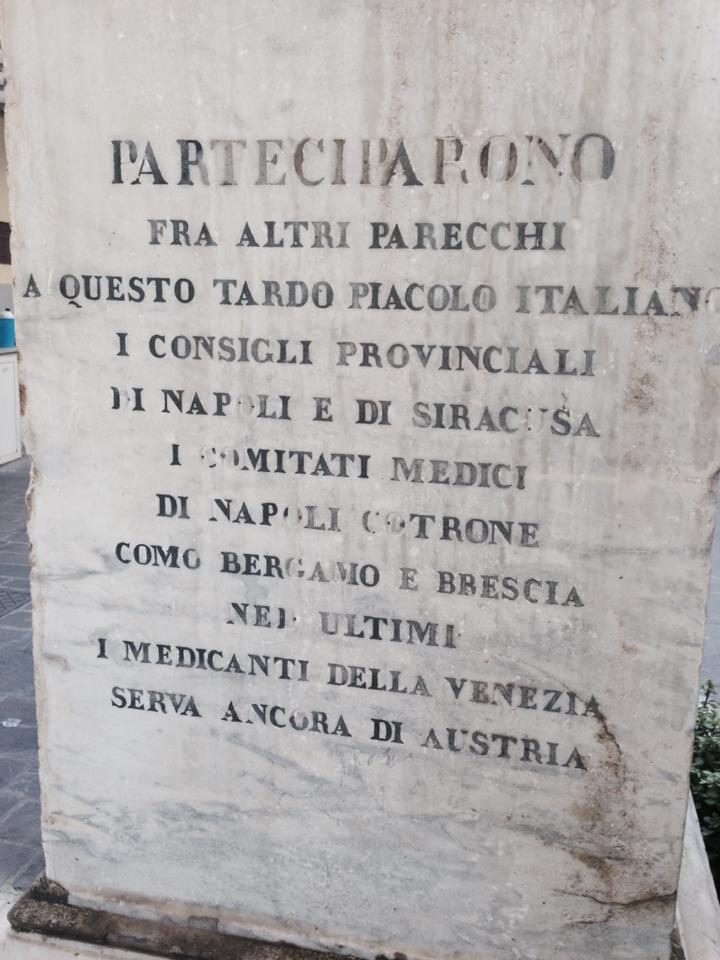 PARTECIPARONO
FRA ALTRI PARECCHI
A QUESTO TARDO PIACOLO ITALIANO
I CONSIGLI PROVINCIALI
DI NAPOLI E DI SIRACUSA
I COMITATI MEDICI
DI NAPOLI COTRONE
COMO BERGAMO E BRESCIA
ULTIMI
I MEDICANTI DELLA VENEZIA
SERVA ANCORA DI AUSTRIA